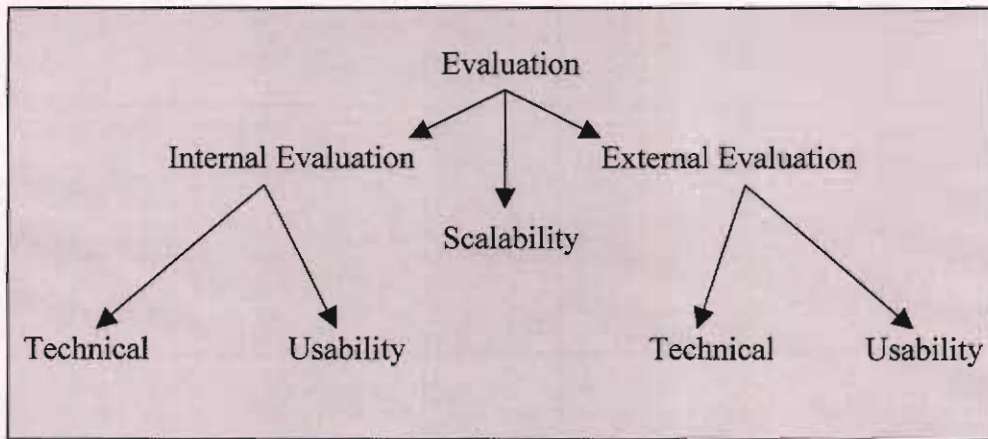 Evaluation
Internal Evaluation
External Evaluation
Scalability
Technical
Usability
Technical
Usability